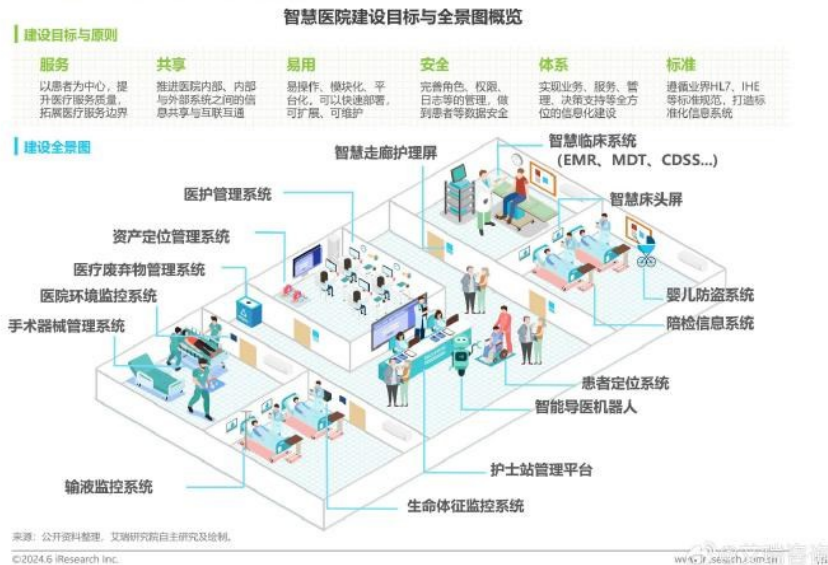 智慧医院建设目标与全景图概览
建设目标与原则
服务
以患者为中心，提
升医疗服务质量，
拓展医疗服务边界
共享
推进医院内部、内部
与外部系统之间的信
息共享与互联互通
易用
易操作、模块化、平
台化，可以快速部署，
可扩展、可维护
安全
完善角色、权限、
日志等的管理，做
到患者等数据安全
体系
实现业务、服务、管
理、决策支持等全方
位的信息化建设
标准
遵循业界HL7、IHE
等标准规范，打造标
准化信息系统
建设全景图
智慧走廊护理屏
智慧临床系统
（EMR、MDT、CDSS...）
医护管理系统
智慧床头屏
资产定位管理系统
医疗废弃物管理系统
医院环境监控系统
婴儿防盗系统
手术器械管理系统
陪检信息系统
患者定位系统
智能导医机器人
护士站管理平台
输液监控系统
生命体征监控系统
来源：公开资料整理，艾瑞研究院自主研究及绘制。
©2024.6 iResearch Inc.